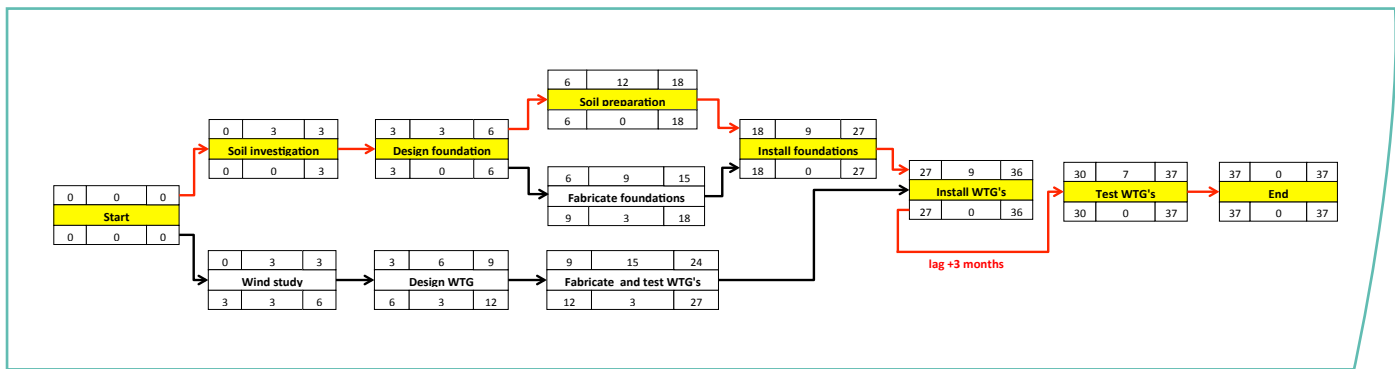 6 12 18
Soil preparation
6 0 18
0 3 3
Soil investigation
0 0 3
3 3 6
Design foundation
3 0 6
18 9 27
Install foundations
18 0 27
6 9 15
Fabricate foundations
9 3 18
27 9 36
Install WTG's
27 0 36
30 7 37
Test WTG's
30 0 37
37 0 37
End
37 0 37
0 0 0
Start
0 0 0
lag +3 months
0 3 3
Wind study
3 3 6
3 6 9
Design WTG
6 3 12
9 15 24
Fabricate and test WTG's
12 3 27